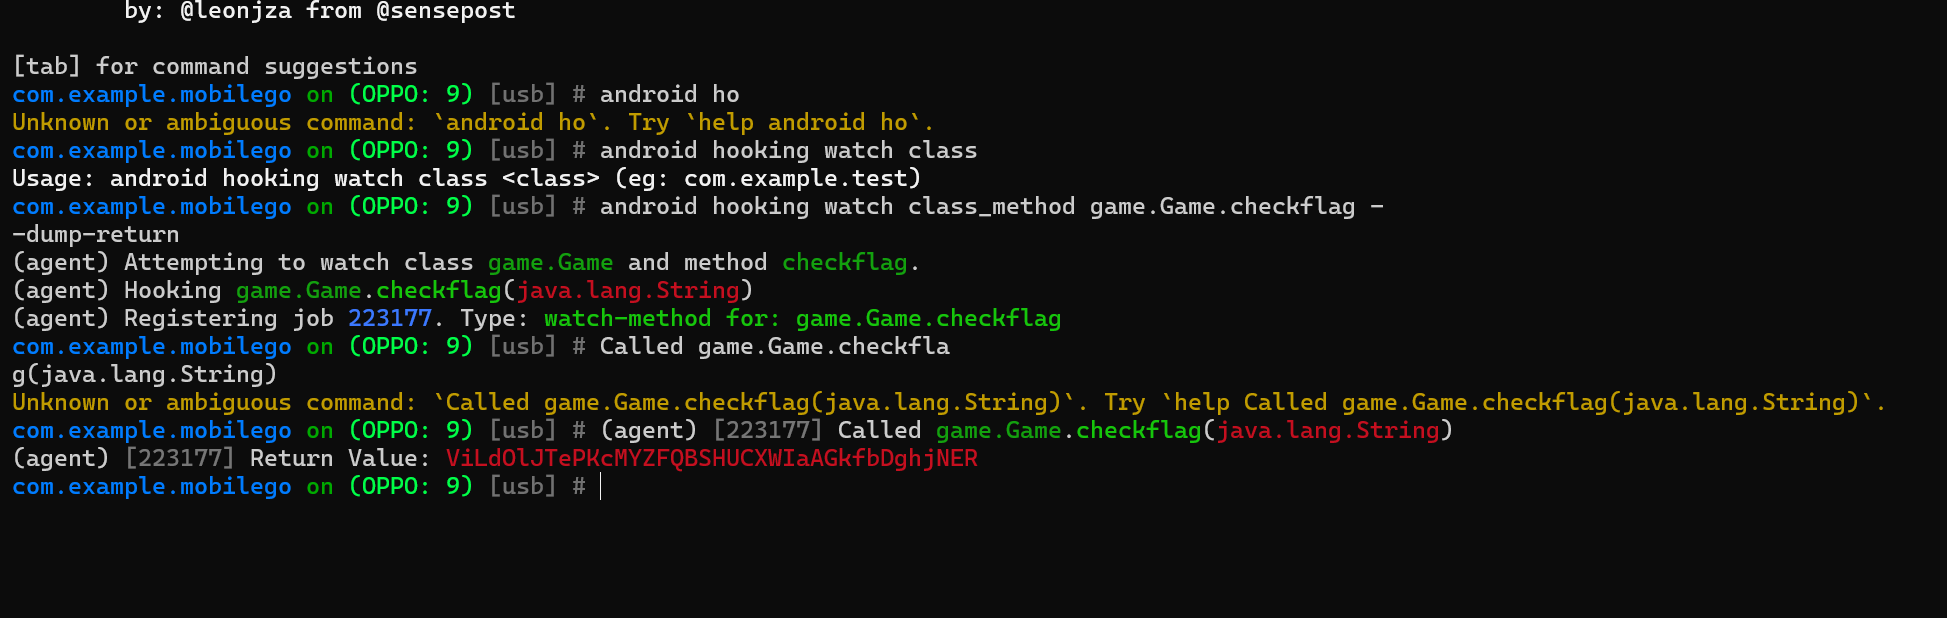 by: @leonjza from @sensepost
[tab] for command suggestions
com.example.mobilego on (OPPO: 9) [usb] # android ho
Unknown or ambiguous command: `android ho`. Try `help android ho`.
com.example.mobilego on (OPPO: 9) [usb] # android hooking watch class
Usage: android hooking watch class <class> (eg: com.example.test)
com.example.mobilego on (OPPO: 9) [usb] # android hooking watch class_method game.Game.checkflag -
-dump-return
(agent) Attempting to watch class game.Game and method checkflag.
(agent) Hooking game.Game.checkflag(java.lang.String)
(agent) Registering job 223177. Type: watch-method for: game.Game.checkflag
com.example.mobilego on (OPPO: 9) [usb] # Called game.Game.checkfla
g(java.lang.String)
Unknown or ambiguous command: `Called game.Game.checkflag(java.lang.String)`. Try `help Called game.Game.checkflag(java.lang.String)`.
com.example.mobilego on (OPPO: 9) [usb] # (agent) [223177] Called game.Game.checkflag(java.lang.String)
(agent) [223177] Return Value: ViLdOlJTePKcMYZFQBSHUCXWIaAGkfbDghjNER
com.example.mobilego on (OPPO: 9) [usb] #